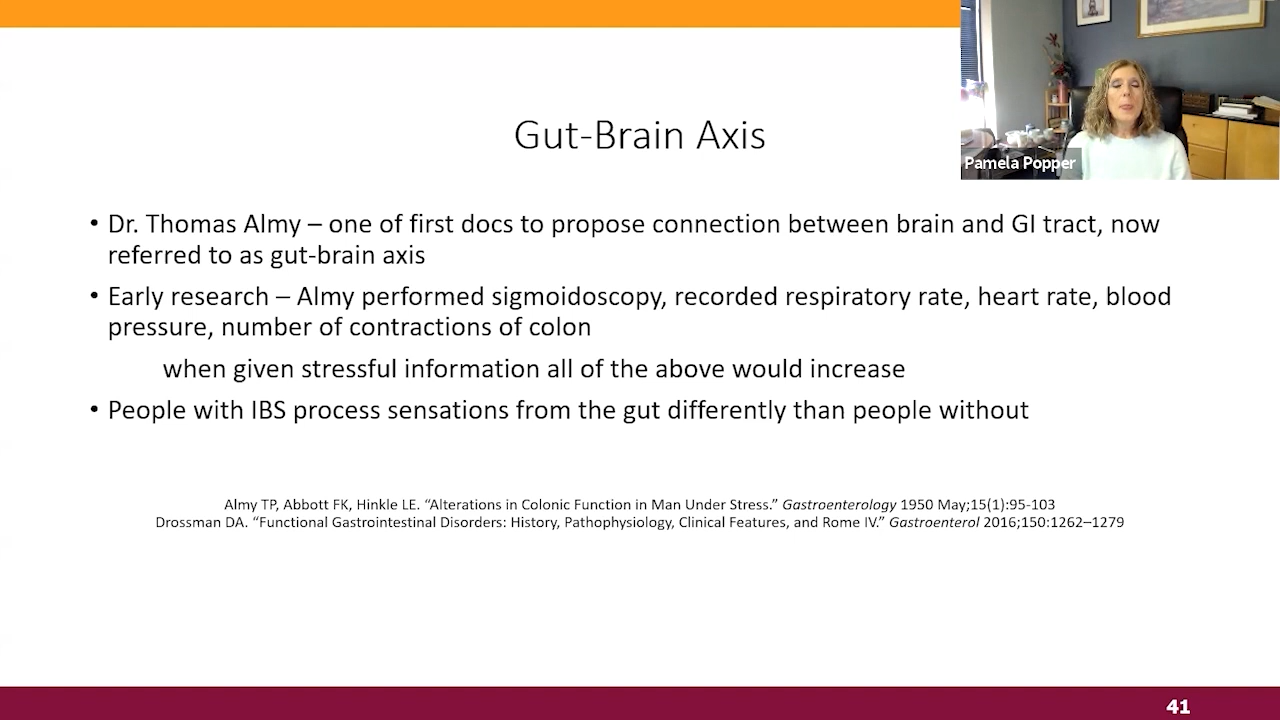 Gut-Brain Axis
Pamela Popper
• Dr. Thomas Almy – one of first docs to propose connection between brain and GI tract, now
referred to as gut-brain axis
• Early research – Almy performed sigmoidoscopy, recorded respiratory rate, heart rate, blood
pressure, number of contractions of colon
when given stressful information all of the above would increase
• People with IBS process sensations from the gut differently than people without
Almy TP, Abbott FK, Hinkle LE. “Alterations in Colonic Function in Man Under Stress.” Gastroenterology 1950 May;15(1):95-103
Drossman DA. “Functional Gastrointestinal Disorders: History, Pathophysiology, Clinical Features, and Rome IV.” Gastroenterol 2016;150:1262–1279
41